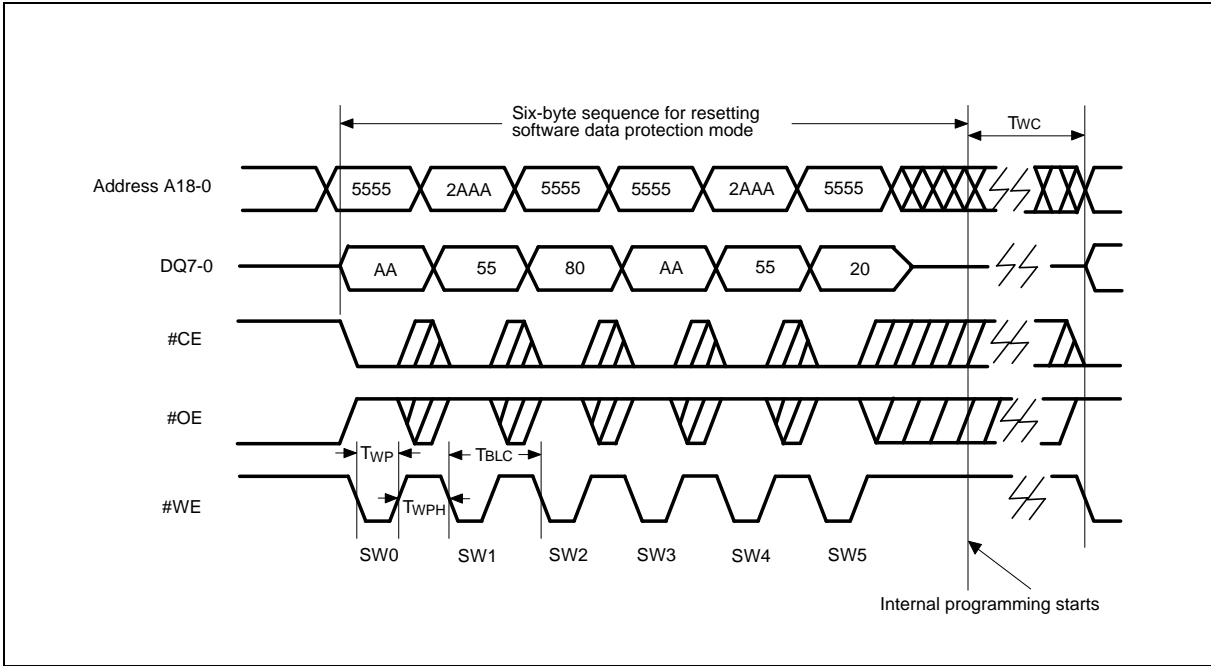 Six-byte sequence for resetting
software data protection mode
TWC
Address A18-0
5555
2AAA
5555
5555
2AAA
5555
DQ7-0
AA
55
80
AA
55
20
#CE
#OE
TWP
TBLC
#WE
TWPH
SW0
SW1
SW2
SW3
SW4
SW5
Internal programming starts